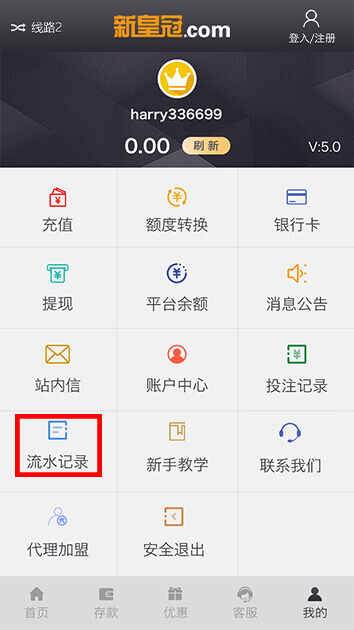 线路2
新皇冠.com
登入/注册
harry336699
0.00 刷新
V:5.0
充值
额度转换
银行卡
提现
平台余额
消息公告
站内信
账户中心
投注记录
流水记录
新手教学
联系我们
代理加盟
安全退出
首页
存款
优惠
客服
我的